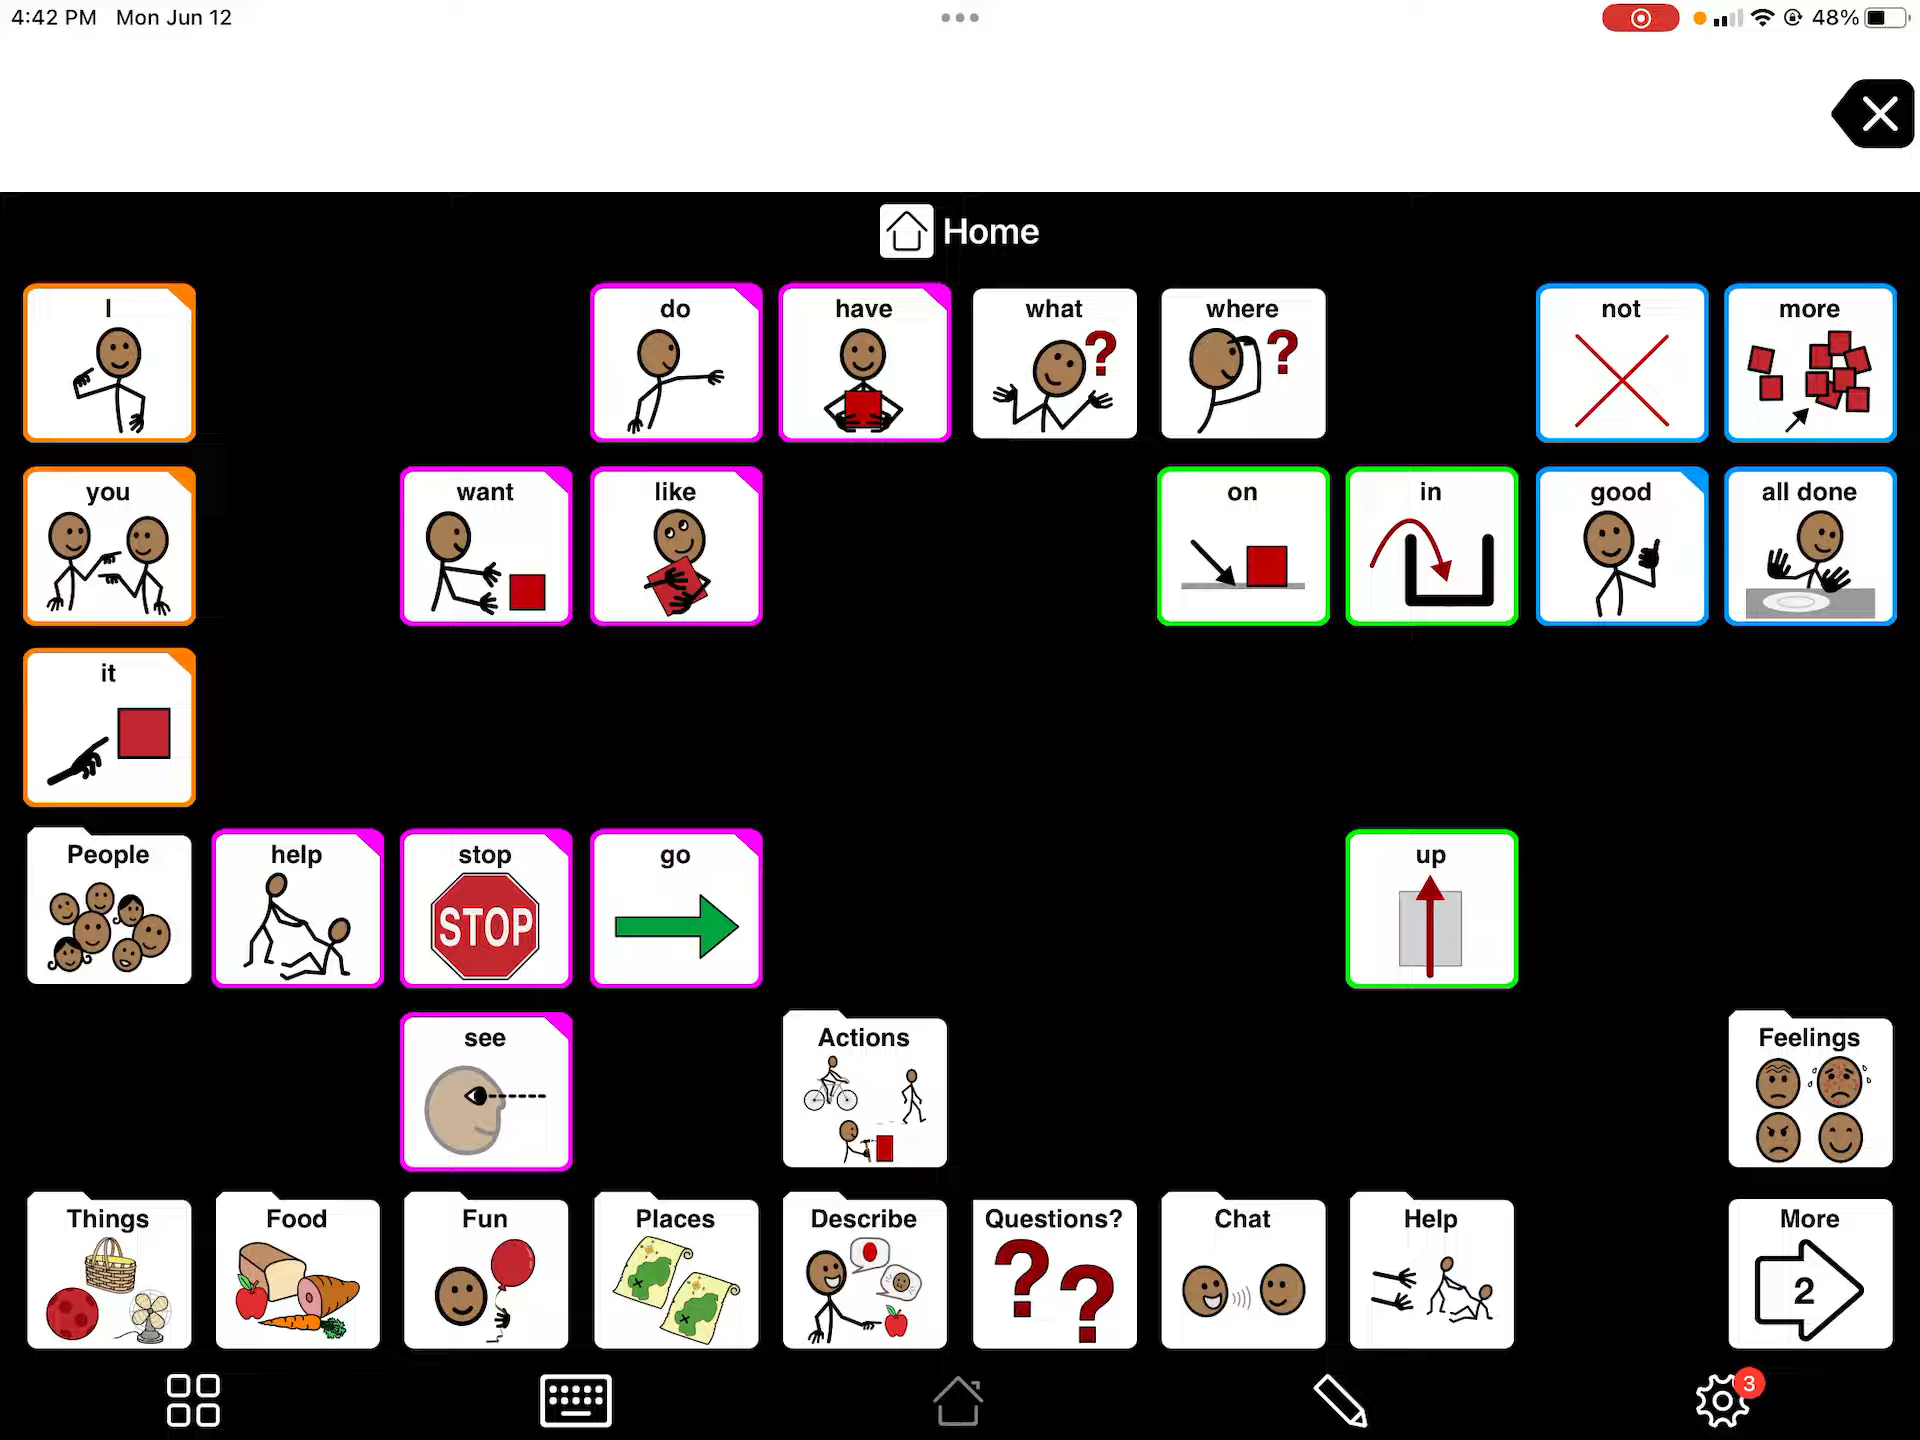 4:42 PM Mon Jun 12
48%
Home
I
do
have
what
where
not
more
you
want
like
on
in
good
all done
it
People
help
stop
STOP
go
up
see
Actions
Feelings
Things
Food
Fun
Places
Describe
Questions?
Chat
Help
More
2
3